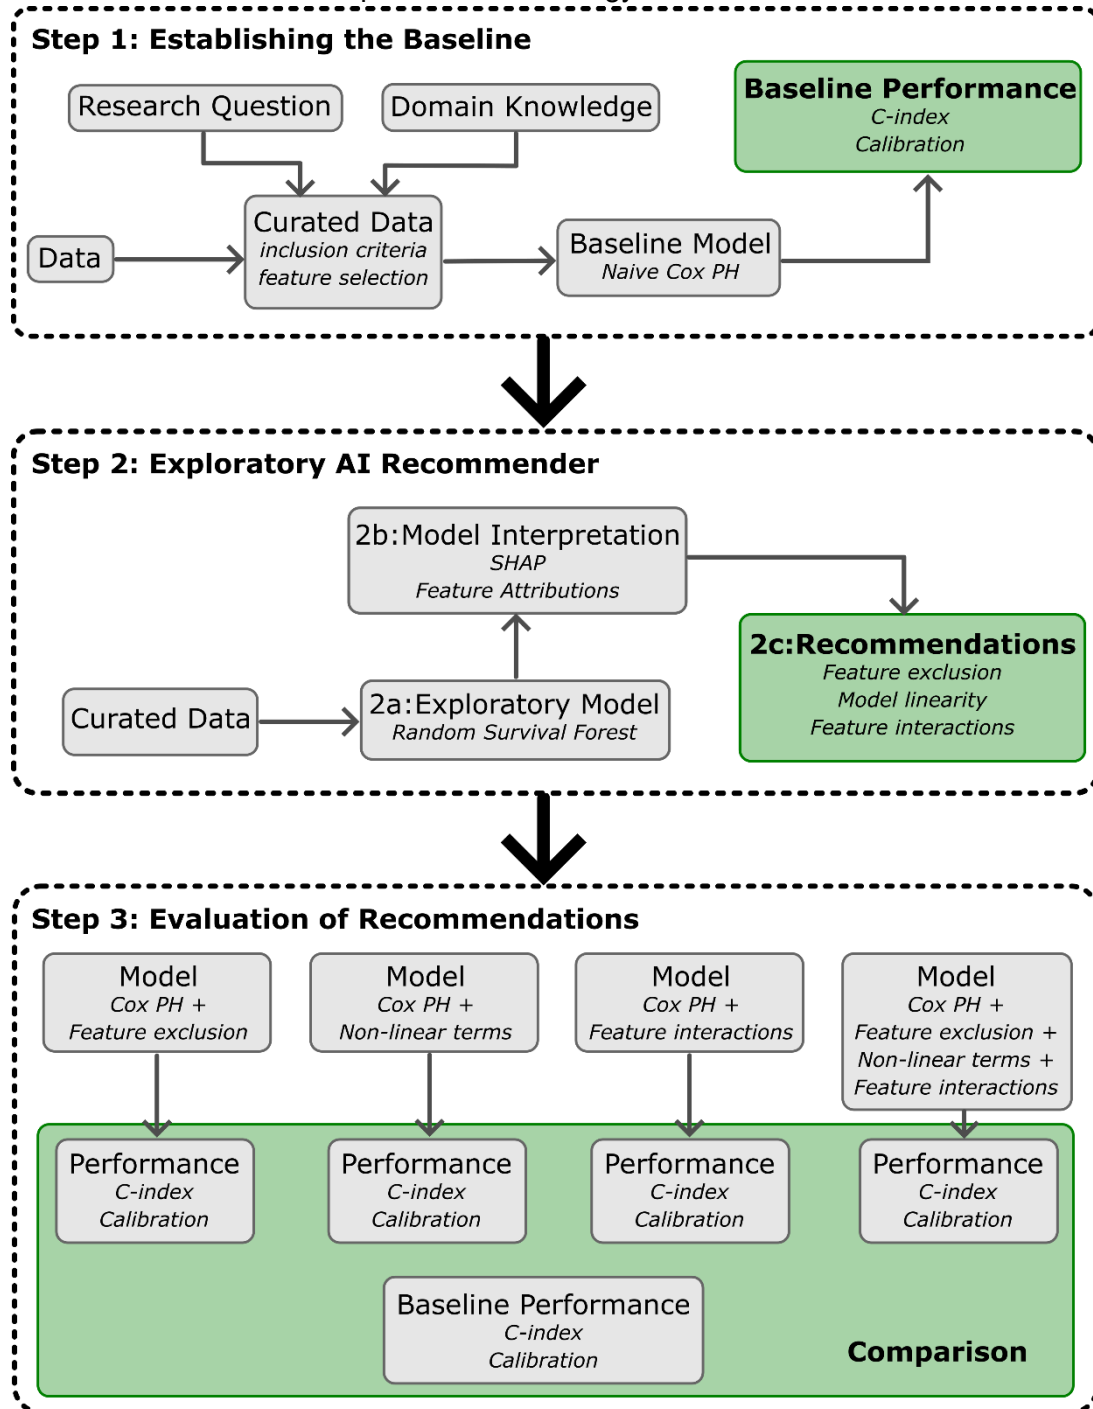 Step 1: Establishing the Baseline
Research Question
Domain Knowledge
Baseline Performance
C-index
Calibration
Data
Curated Data
inclusion criteria
feature selection
Baseline Model
Naive Cox PH
Step 2: Exploratory AI Recommender
2b:Model Interpretation
SHAP
Feature Attributions
2c:Recommendations
Feature exclusion
Model linearity
Feature interactions
Curated Data
2a:Exploratory Model
Random Survival Forest
Step 3: Evaluation of Recommendations
Model
Cox PH +
Feature exclusion
Model
Cox PH +
Non-linear terms
Model
Cox PH +
Feature interactions
Model
Cox PH +
Feature exclusion +
Non-linear terms +
Feature interactions
Performance
C-index
Calibration
Performance
C-index
Calibration
Performance
C-index
Calibration
Performance
C-index
Calibration
Baseline Performance
C-index
Calibration
Comparison